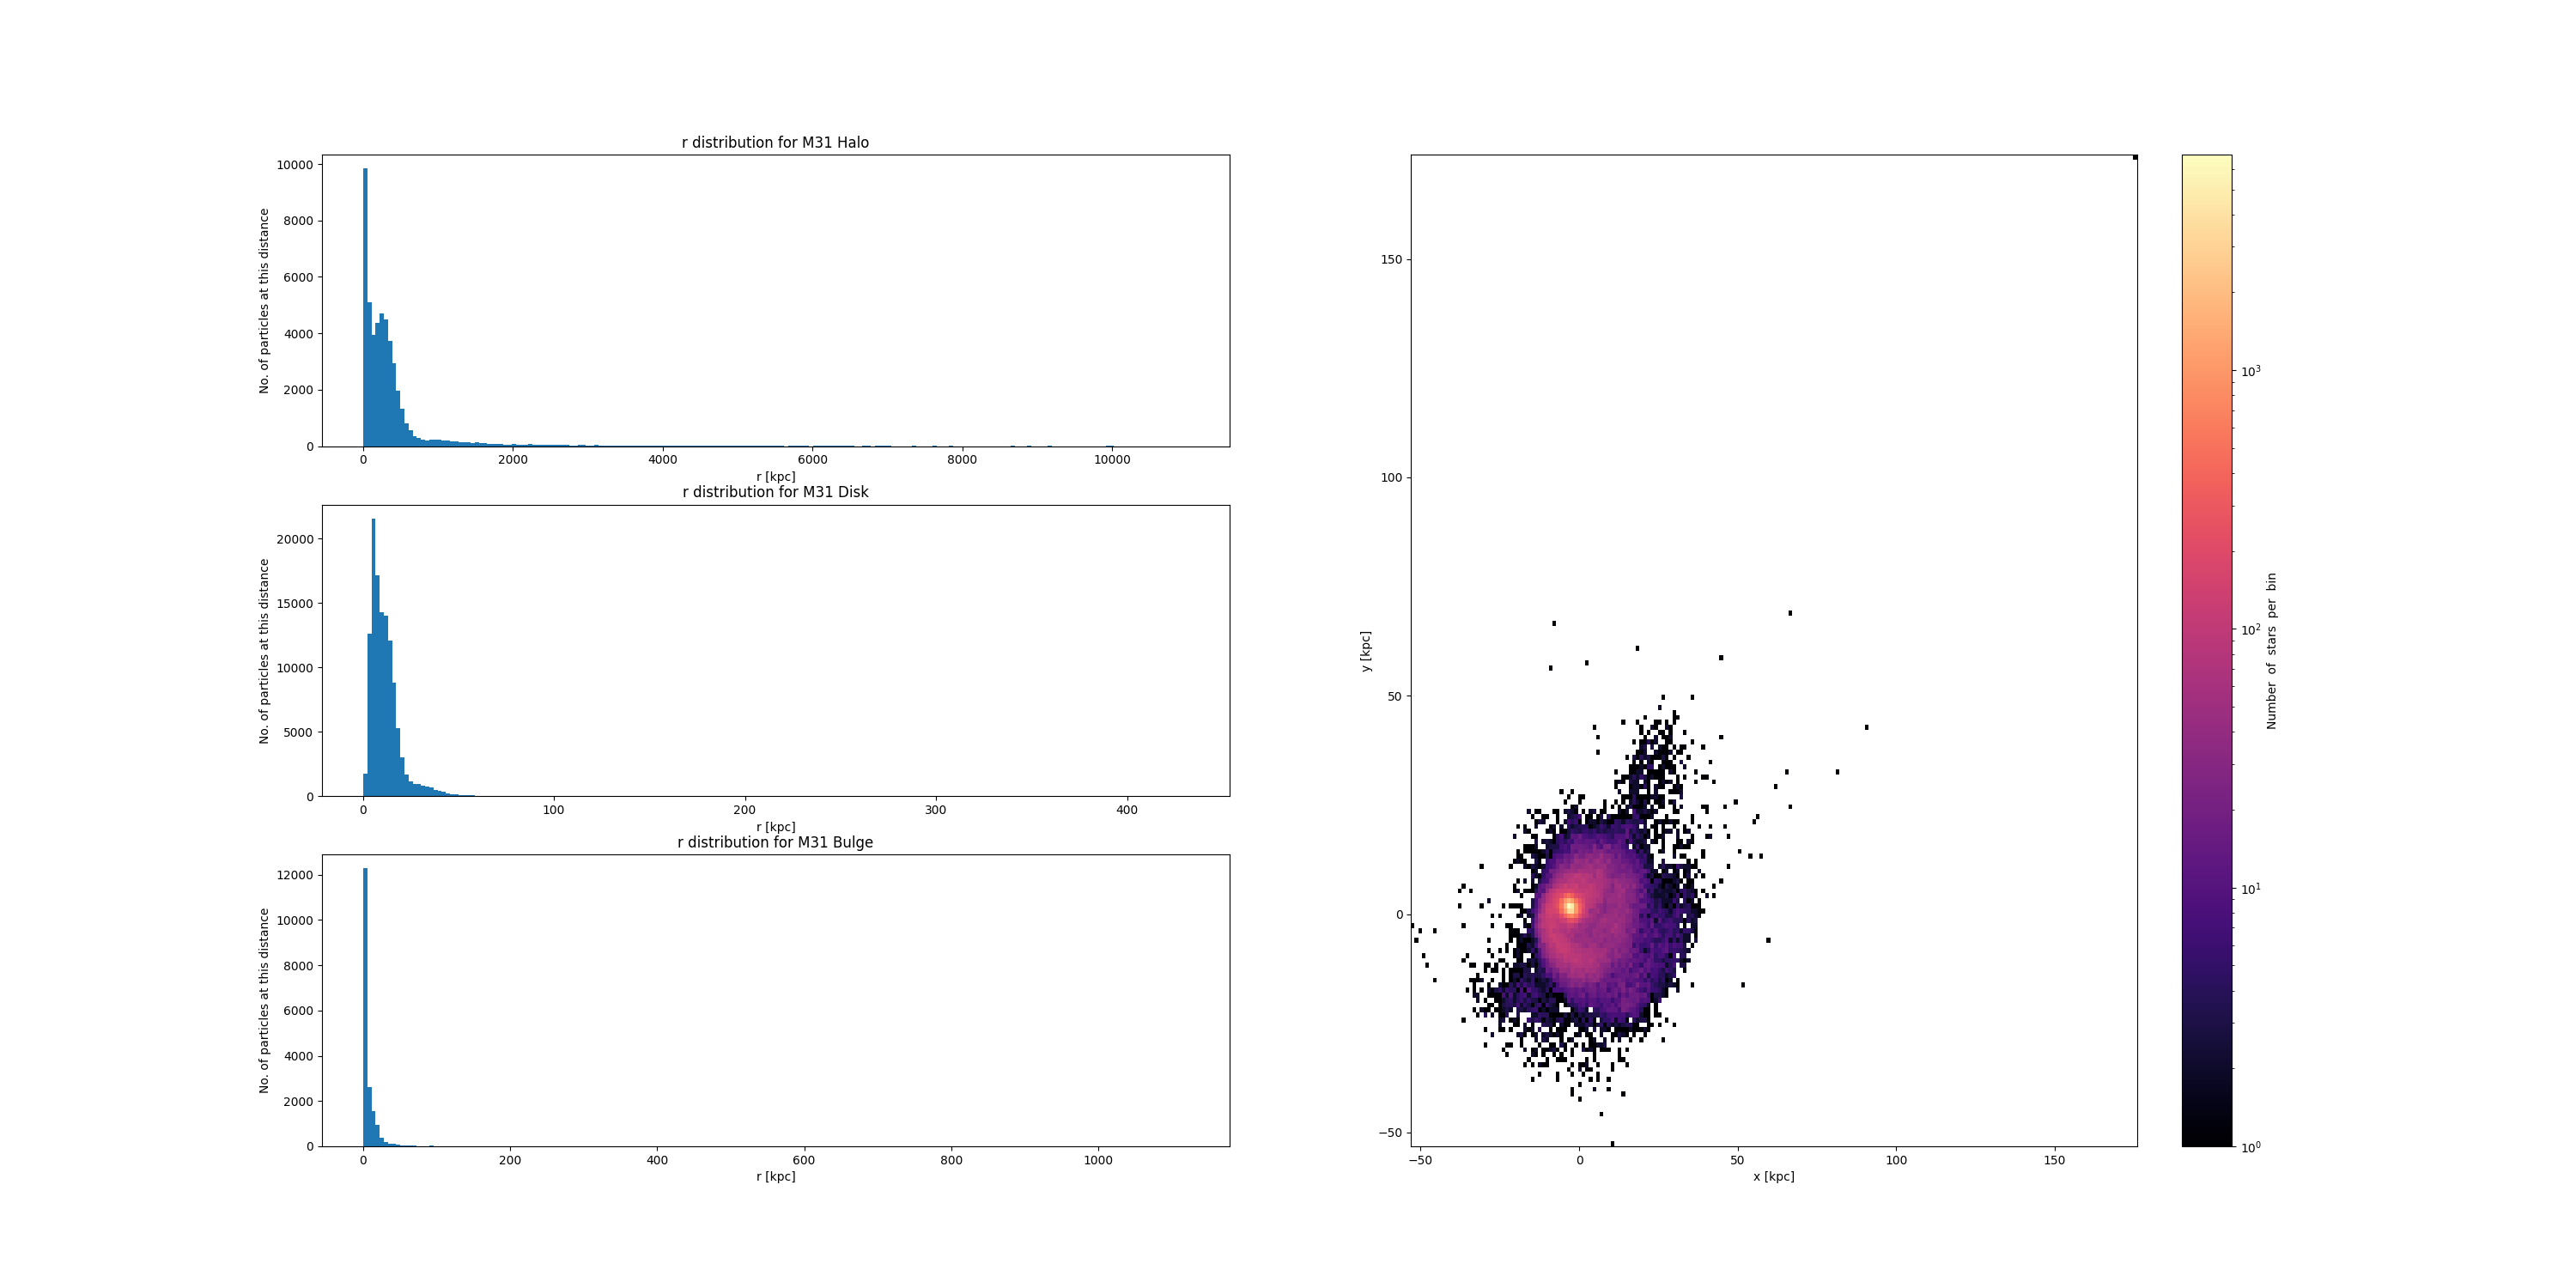 r distribution for M31 Halo
No. of particles at this distance
10000
8000
6000
4000
2000
0
0 2000 4000 6000 8000 10000
r [kpc]
r distribution for M31 Disk
No. of particles at this distance
20000
15000
10000
5000
0
0 100 200 300 400
r [kpc]
r distribution for M31 Bulge
No. of particles at this distance
12000
10000
8000
6000
4000
2000
0
0 200 400 600 800 1000
r [kpc]
y [kpc]
150
100
50
0
−50
−50 0 50 100 150
x [kpc]
10³
10²
10¹
10⁰
Number of stars per bin